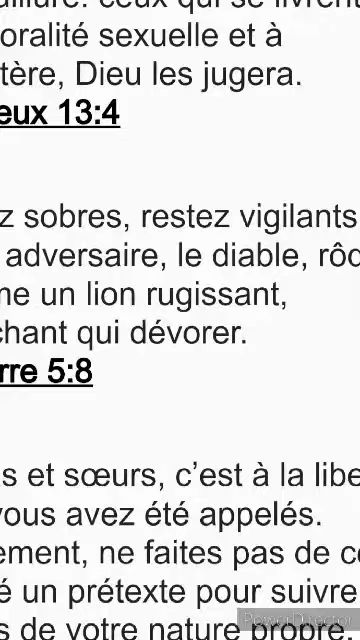 oralité sexuelle et à
tère, Dieu les jugera.
eux 13:4
z sobres, restez vigilants
adversaire, le diable, rôd
me un lion rugissant,
chant qui dévorer.
rre 5:8
s et sœurs, c’est à la libe
vous avez été appelés.
ement, ne faites pas de ce
é un prétexte pour suivre
s de votre nature propre
PowerDirector